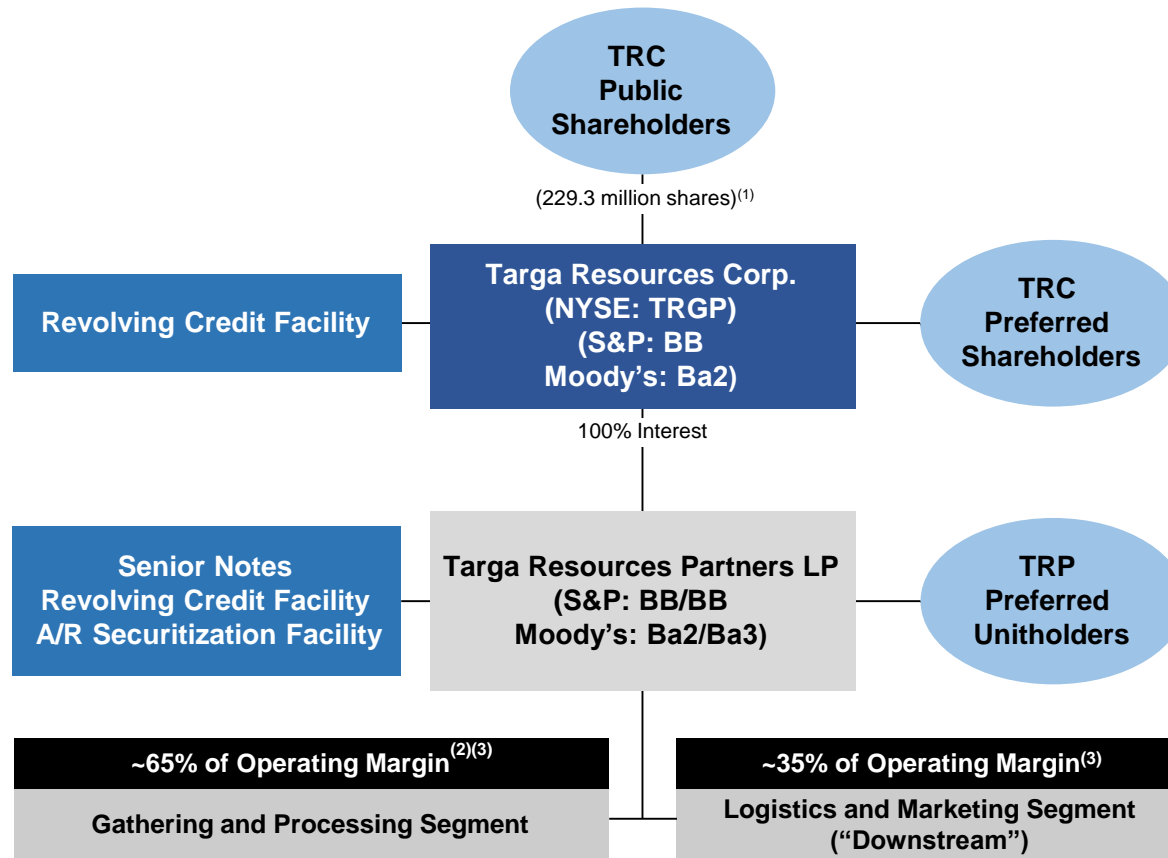 TRC
Public
Shareholders
(229.3 million shares)(1)
Revolving Credit Facility
Targa Resources Corp.
(NYSE: TRGP)
(S&P: BB
Moody’s: Ba2)
TRC
Preferred
Shareholders
100% Interest
Senior Notes
Revolving Credit Facility
A/R Securitization Facility
Targa Resources Partners LP
(S&P: BB/BB
Moody’s: Ba2/Ba3)
TRP
Preferred
Unitholders
~65% of Operating Margin(2)(3)
Gathering and Processing Segment
~35% of Operating Margin(3)
Logistics and Marketing Segment
(“Downstream”)